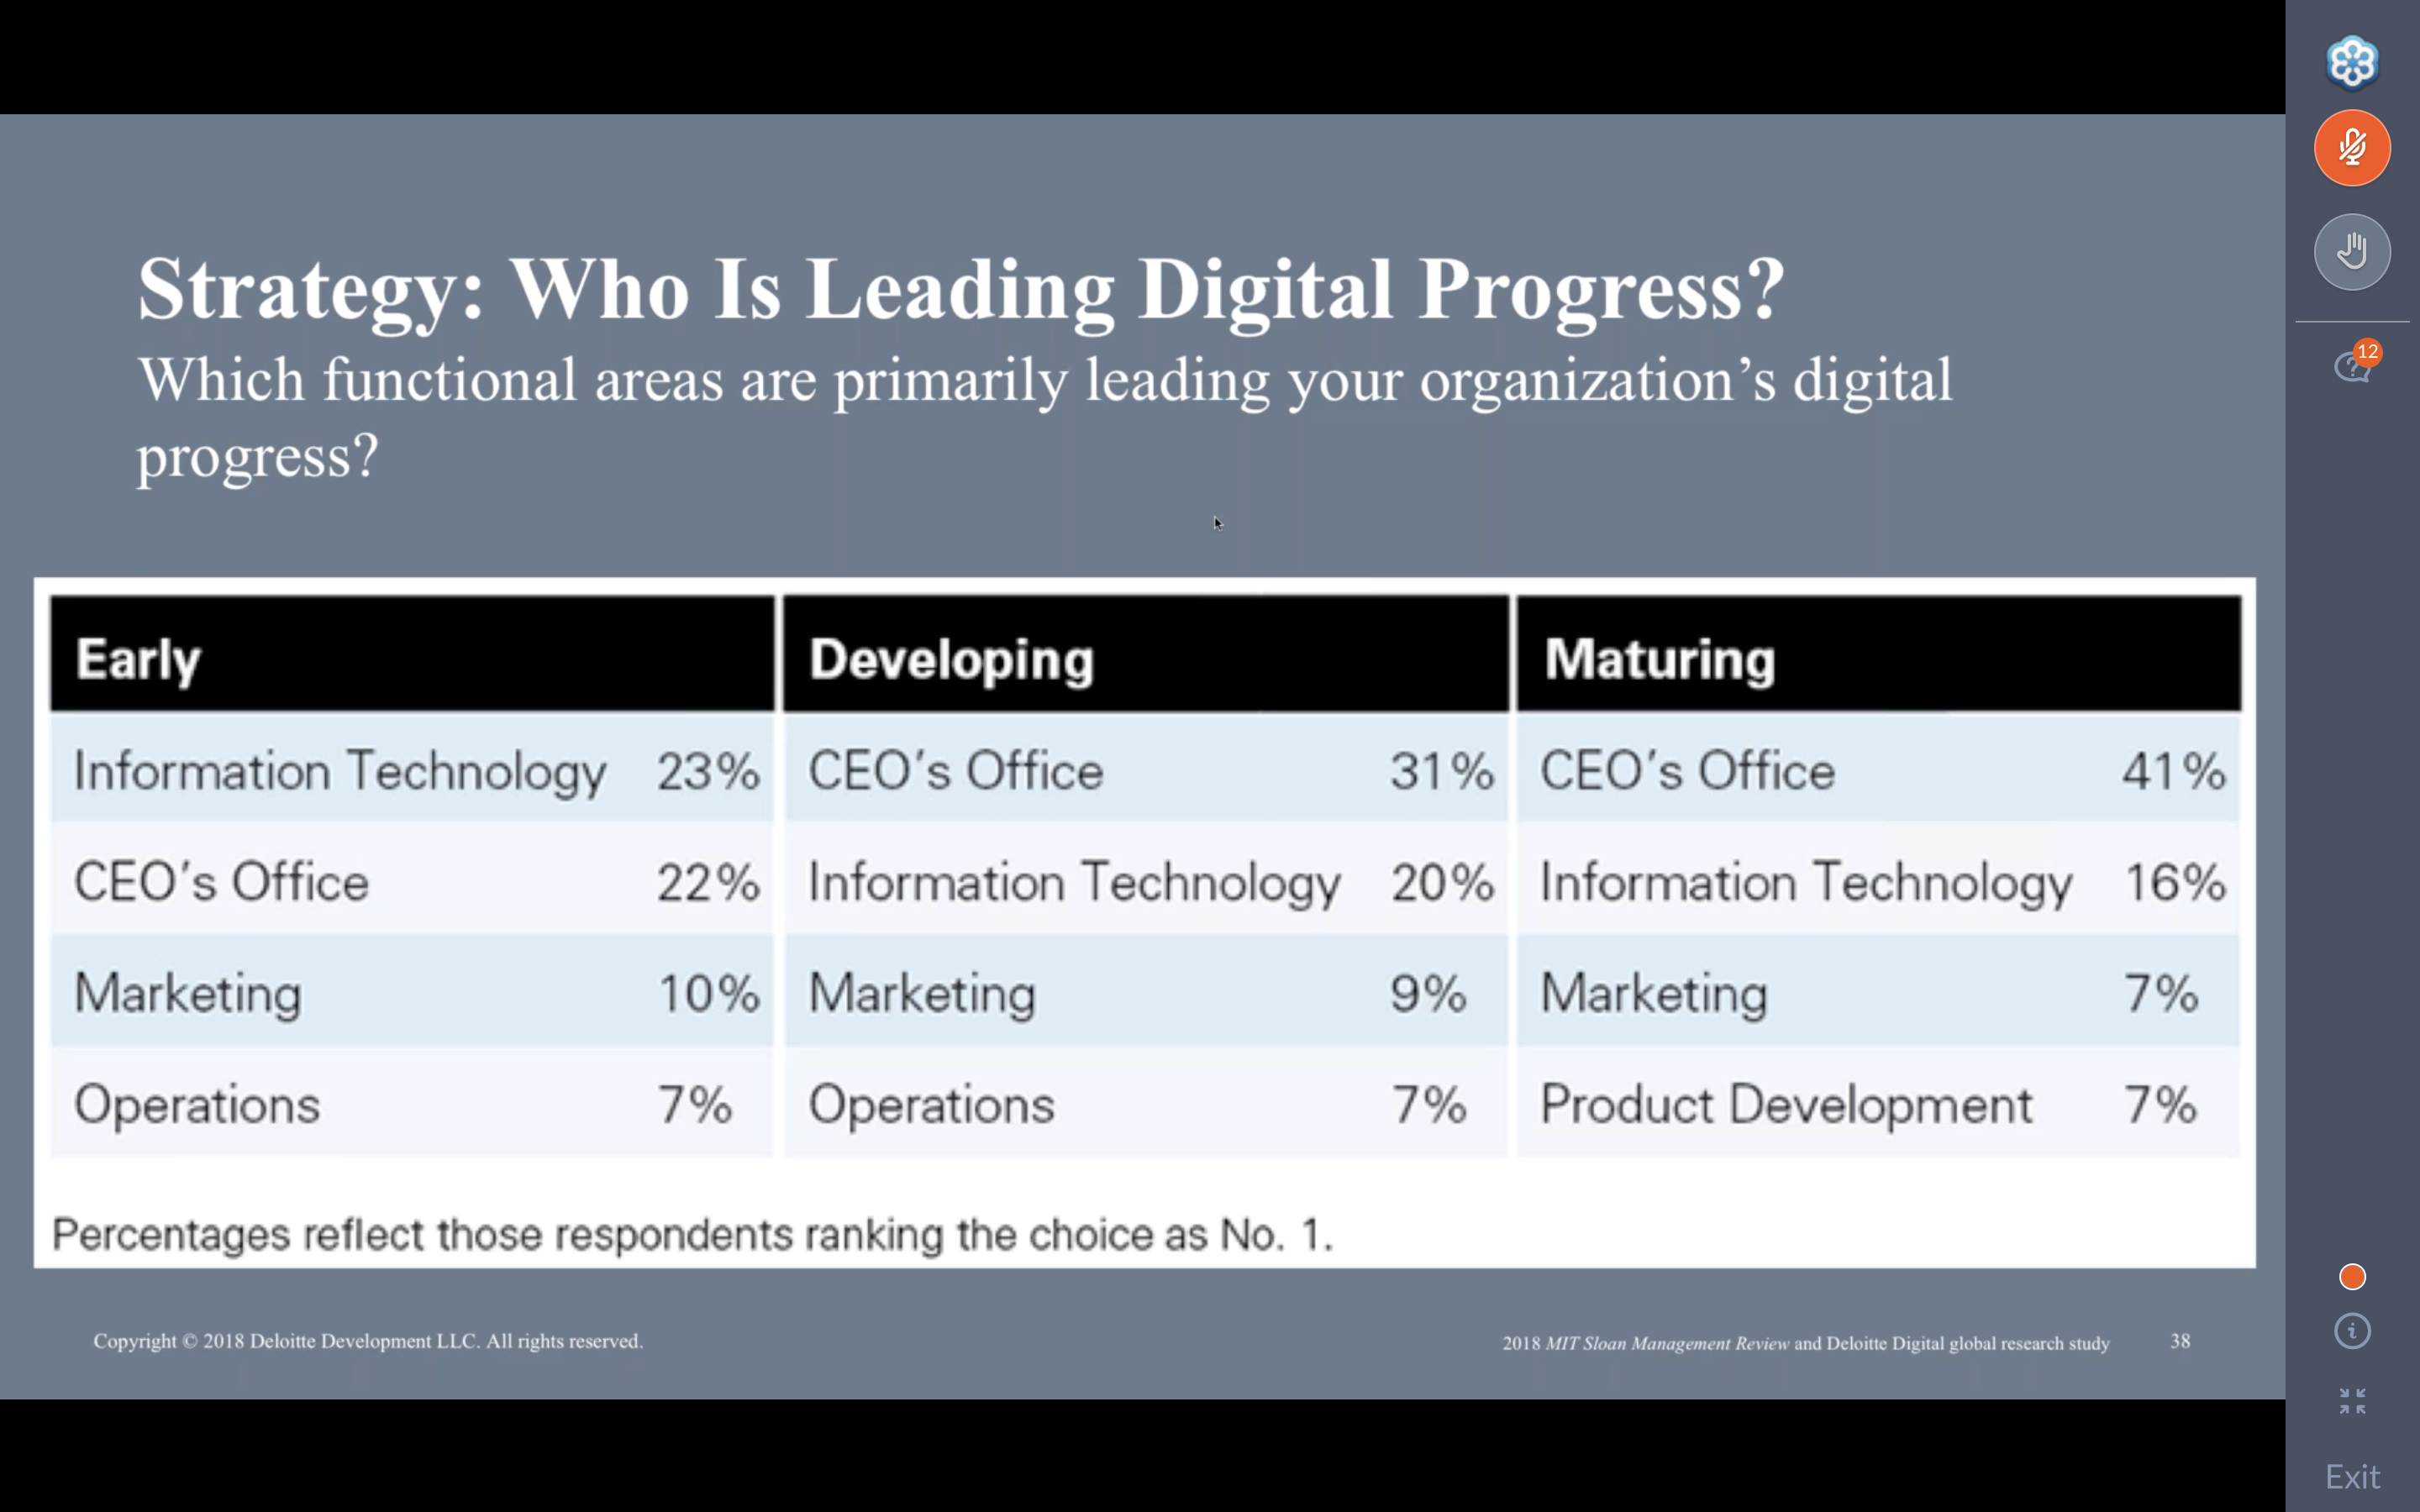 12
Strategy: Who Is Leading Digital Progress?
Which functional areas are primarily leading your organization’s digital
progress?
Early Developing Maturing
Information Technology 23% CEO’s Office 31% CEO’s Office 41%
CEO’s Office 22% Information Technology 20% Information Technology 16%
Marketing 10% Marketing 9% Marketing 7%
Operations 7% Operations 7% Product Development 7%
Percentages reflect those respondents ranking the choice as No. 1.
Copyright © 2018 Deloitte Development LLC. All rights reserved.
2018 MIT Sloan Management Review and Deloitte Digital global research study 38
Exit